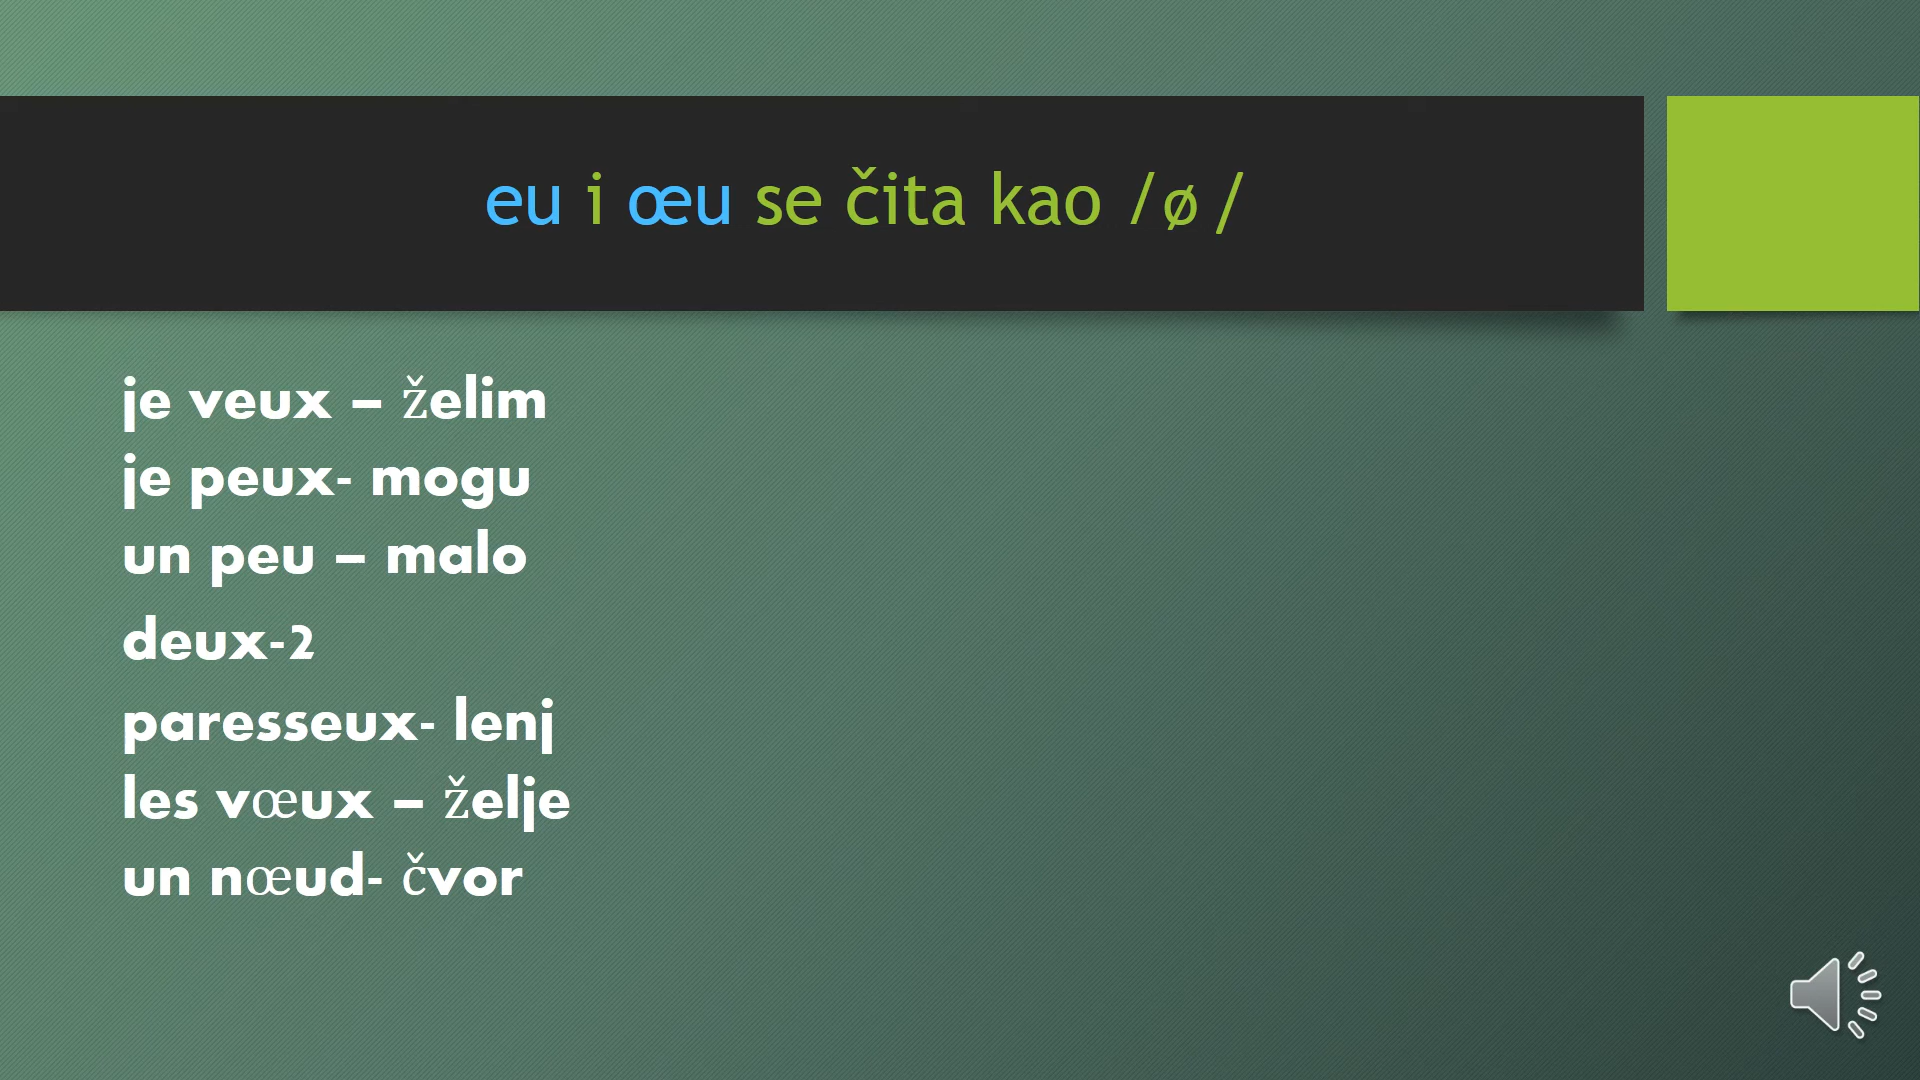 eu i œu se čita kao /ø /
je veux – želim
je peux- mogu
un peu – malo
deux-2
paresseux- lenj
les vœux – želje
un nœud- čvor